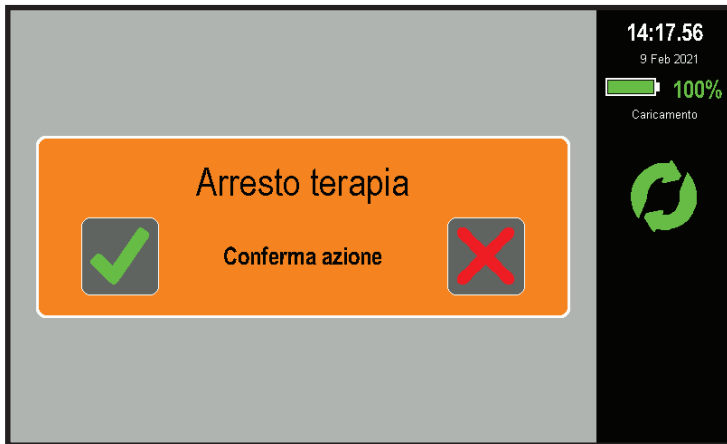 14:17.56
9 Feb 2021
100%
Caricamento
Arresto terapia
Conferma azione